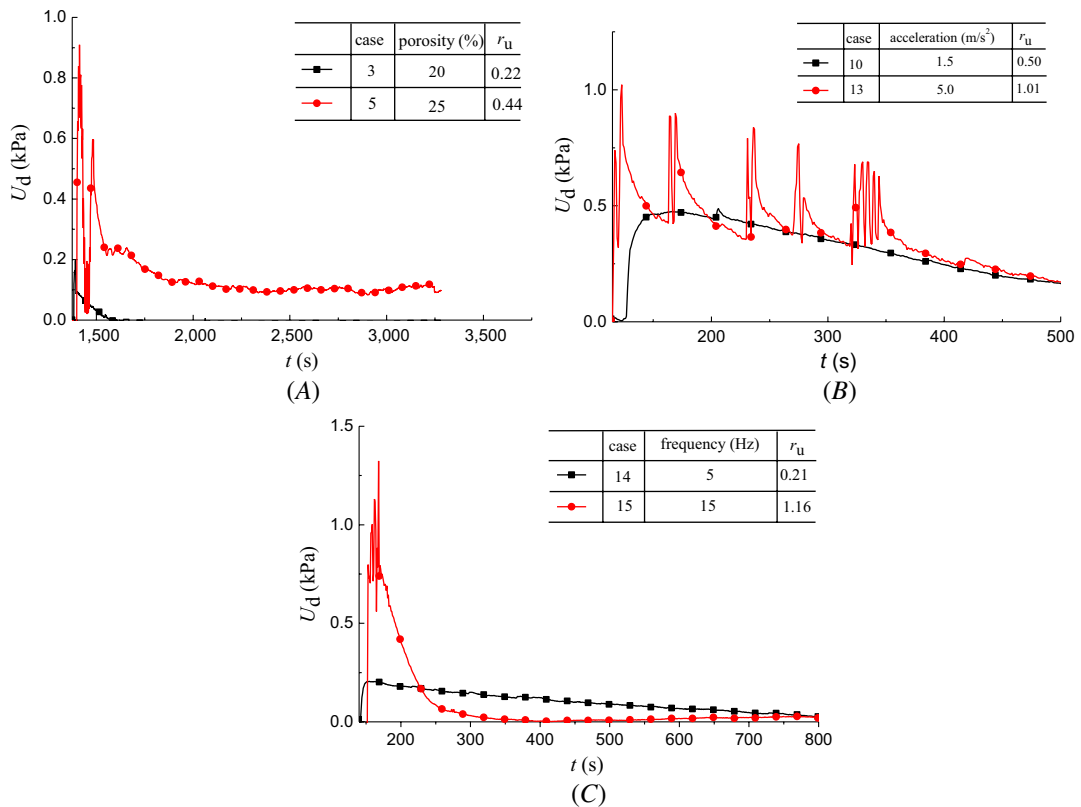 case porosity (%) ru
3 20 0.22
5 25 0.44
1.0
0.8
0.6
0.4
0.2
0.0
Ud (kPa)
1,500 2,000 2,500 3,000 3,500
t (s)
(A)
case acceleration (m/s²) ru
10 1.5 0.50
13 5.0 1.01
1.0
0.5
0.0
Ud (kPa)
200 300 400 500
t (s)
(B)
case frequency (Hz) ru
14 5 0.21
15 15 1.16
1.5
1.0
0.5
0.0
Ud (kPa)
200 300 400 500 600 700 800
t (s)
(C)